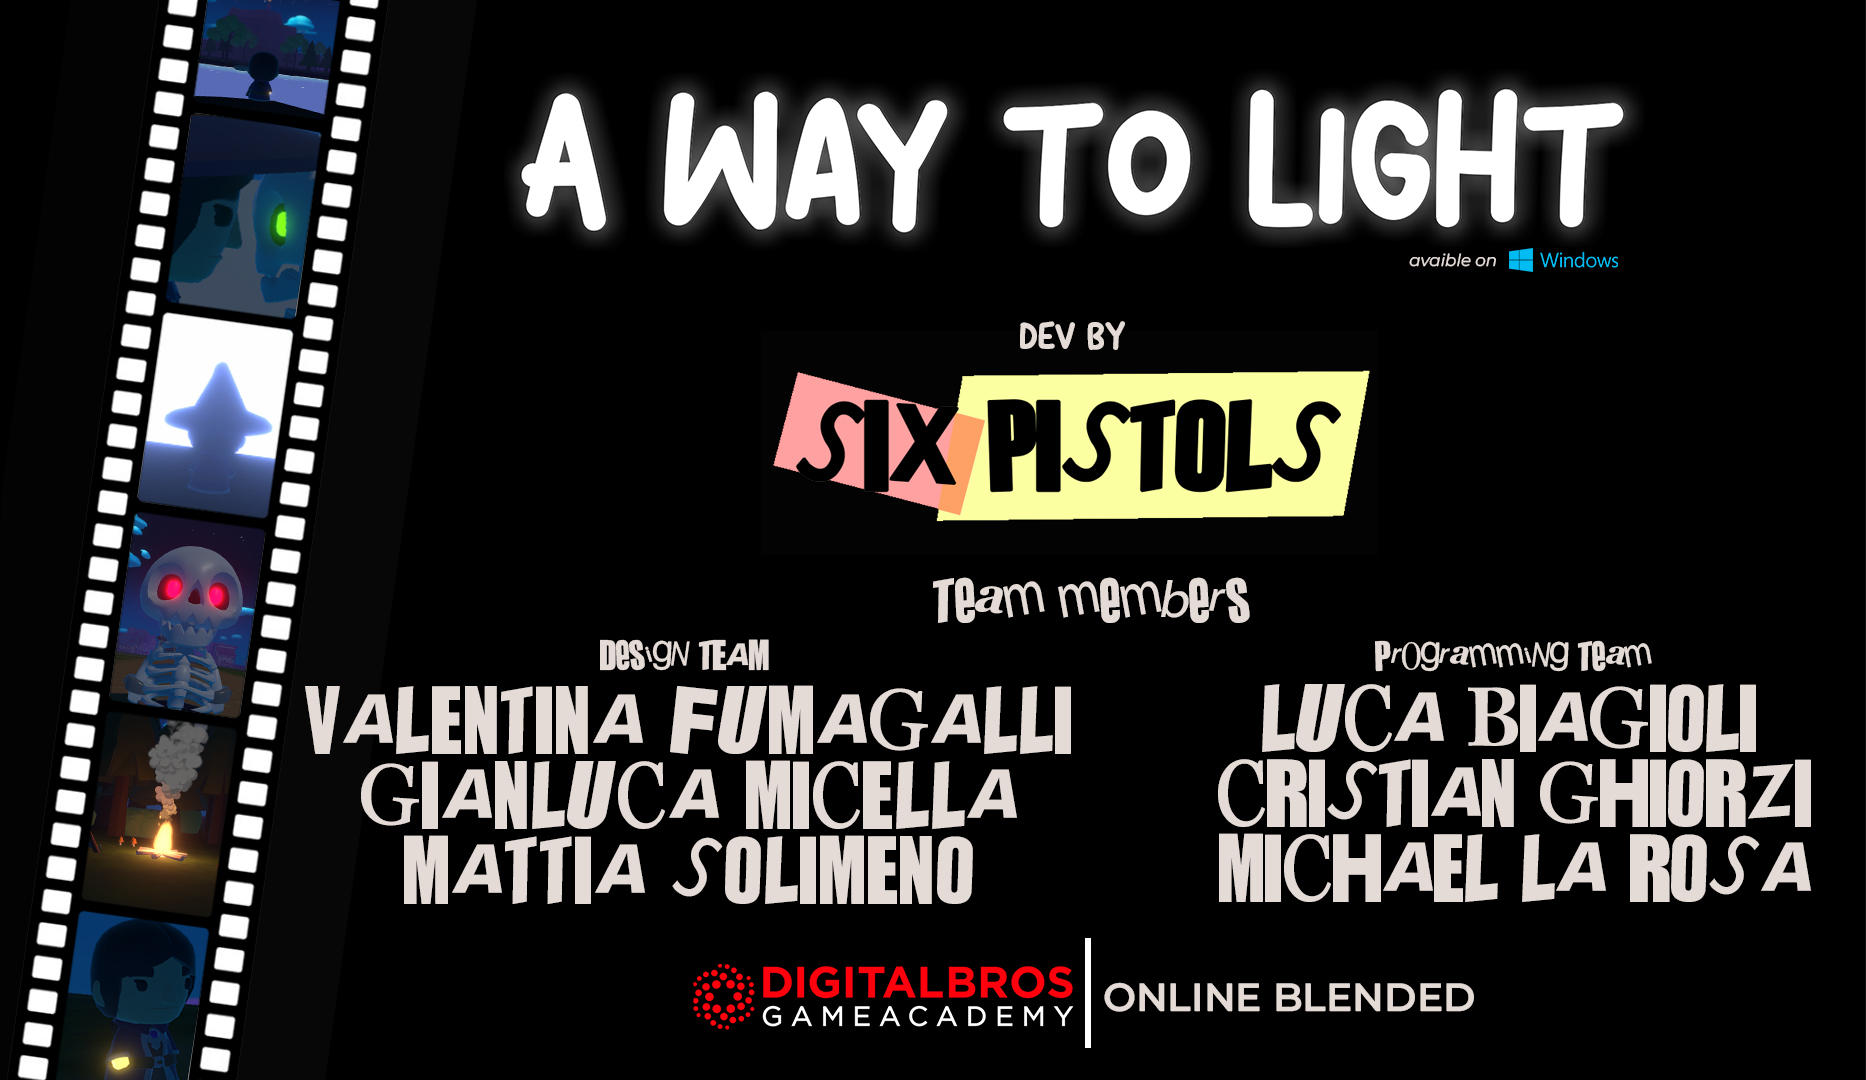 A WAY TO LIGHT
avaible on Windows
DEV BY
SIX PISTOLS
Team members
DESigN TEAM
VALENTINA FUMAGALLI
GIANLUCA MICELLA
MATTIA SOLIMENO
PrOgrammiNg Team
LUCA BIAGIOLI
CRISTIAN GHIORZI
MICHAEL LA ROSA
DIGITALBROS
GAMEACADEMY
ONLINE BLENDED